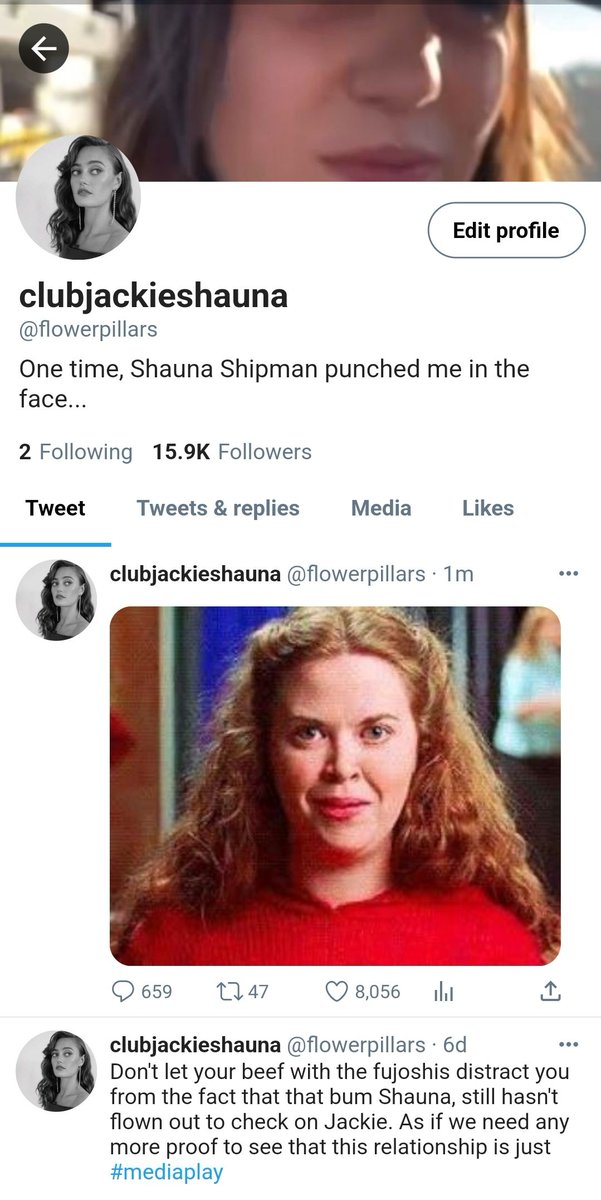 Edit profile
clubjackieshauna
@flowerpillars
One time, Shauna Shipman punched me in the
face...
2 Following 15.9K Followers
Tweet Tweets & replies Media Likes
clubjackieshauna @flowerpillars · 1m
659 47 8,056
clubjackieshauna @flowerpillars · 6d
Don't let your beef with the fujoshis distract you
from the fact that that bum Shauna, still hasn't
flown out to check on Jackie. As if we need any
more proof to see that this relationship is just
#mediaplay